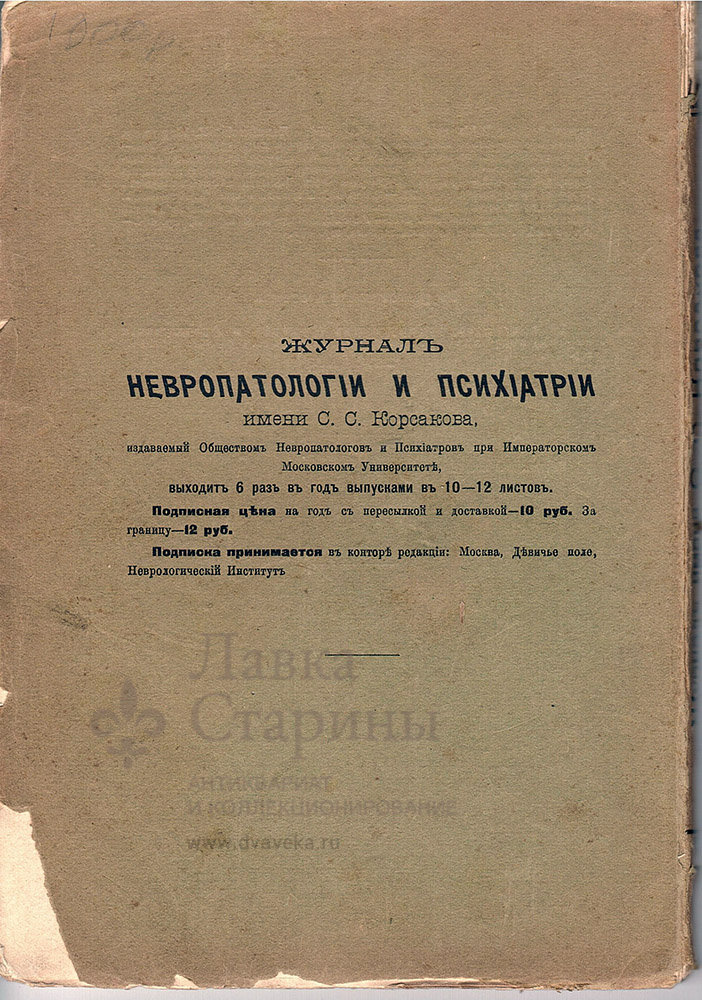 ЖУРНАЛЪ
НЕВРОПАТОЛОГІИ И ПСИХІАТРІИ
имени С. С. Корсакова,
издаваемый Обществомъ Невропатологовъ и Психіатровъ при Императорскомъ
Московскомъ Университетѣ,
выходитъ 6 разъ въ годъ выпусками въ 10—12 листовъ.
Подписная цѣна на годъ съ пересылкой и доставкой—10 руб. За
границу—12 руб.
Подписка принимается въ конторѣ редакціи: Москва, Дѣвичье поле,
Неврологическій Институтъ
Лавка
Старины
АНТИКВАРИАТ
И КОЛЛЕКЦИОНИРОВАНИЕ
www.dvaveka.ru